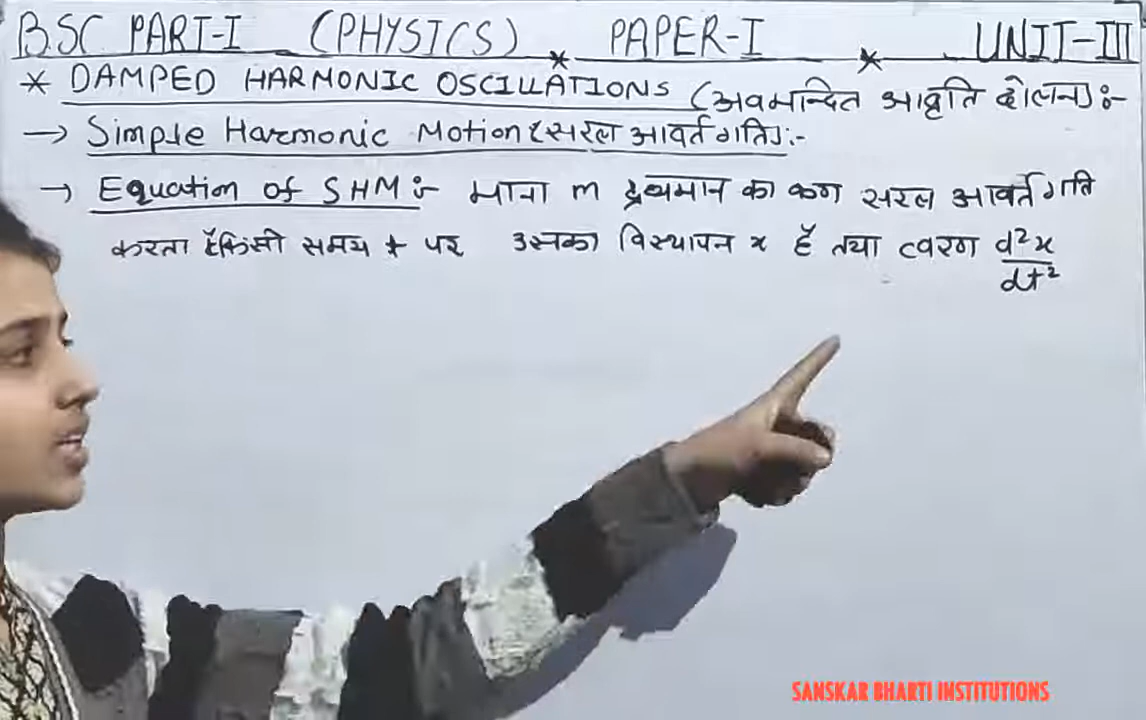 BSC PART-I (PHYSICS) * PAPER-I * UNIT-III
* DAMPED HARMONIC OSCILLATIONS (अवमन्दित आवृति दोलन) :-
→ Simple Harmonic Motion (सरल आवर्त गति) :-
→ Equation of SHM :- माना m द्रव्यमान का कण सरल आवर्त गति
करता है किसी समय t पर उसका विस्थापन x है तथा त्वरण d²x/dt²
SANSKAR BHARTI INSTITUTIONS